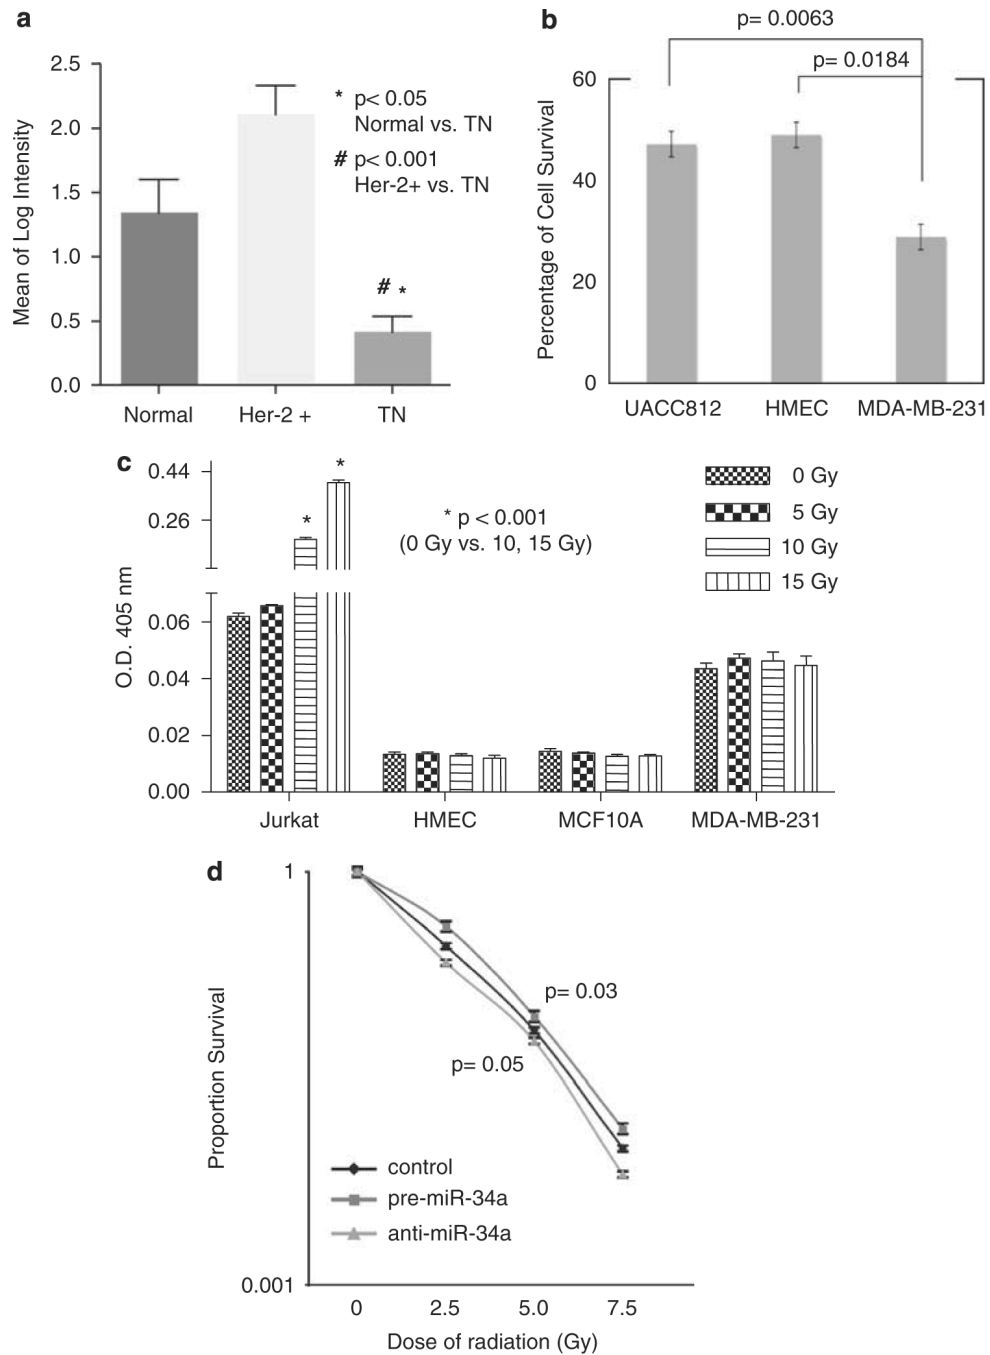 a
Mean of Log Intensity
2.5
2.0
1.5
1.0
0.5
0.0
* p< 0.05
Normal vs. TN
# p< 0.001
Her-2+ vs. TN
# *
Normal
Her-2 +
TN
b
p= 0.0063
p= 0.0184
Percentage of Cell Survival
60
40
20
0
UACC812
HMEC
MDA-MB-231
c
O.D. 405 nm
0.44
0.26
0.06
0.04
0.02
0.00
*
*
* p < 0.001
(0 Gy vs. 10, 15 Gy)
0 Gy
5 Gy
10 Gy
15 Gy
Jurkat
HMEC
MCF10A
MDA-MB-231
d
Proportion Survival
1
0.001
p= 0.03
p= 0.05
control
pre-miR-34a
anti-miR-34a
0
2.5
5.0
7.5
Dose of radiation (Gy)